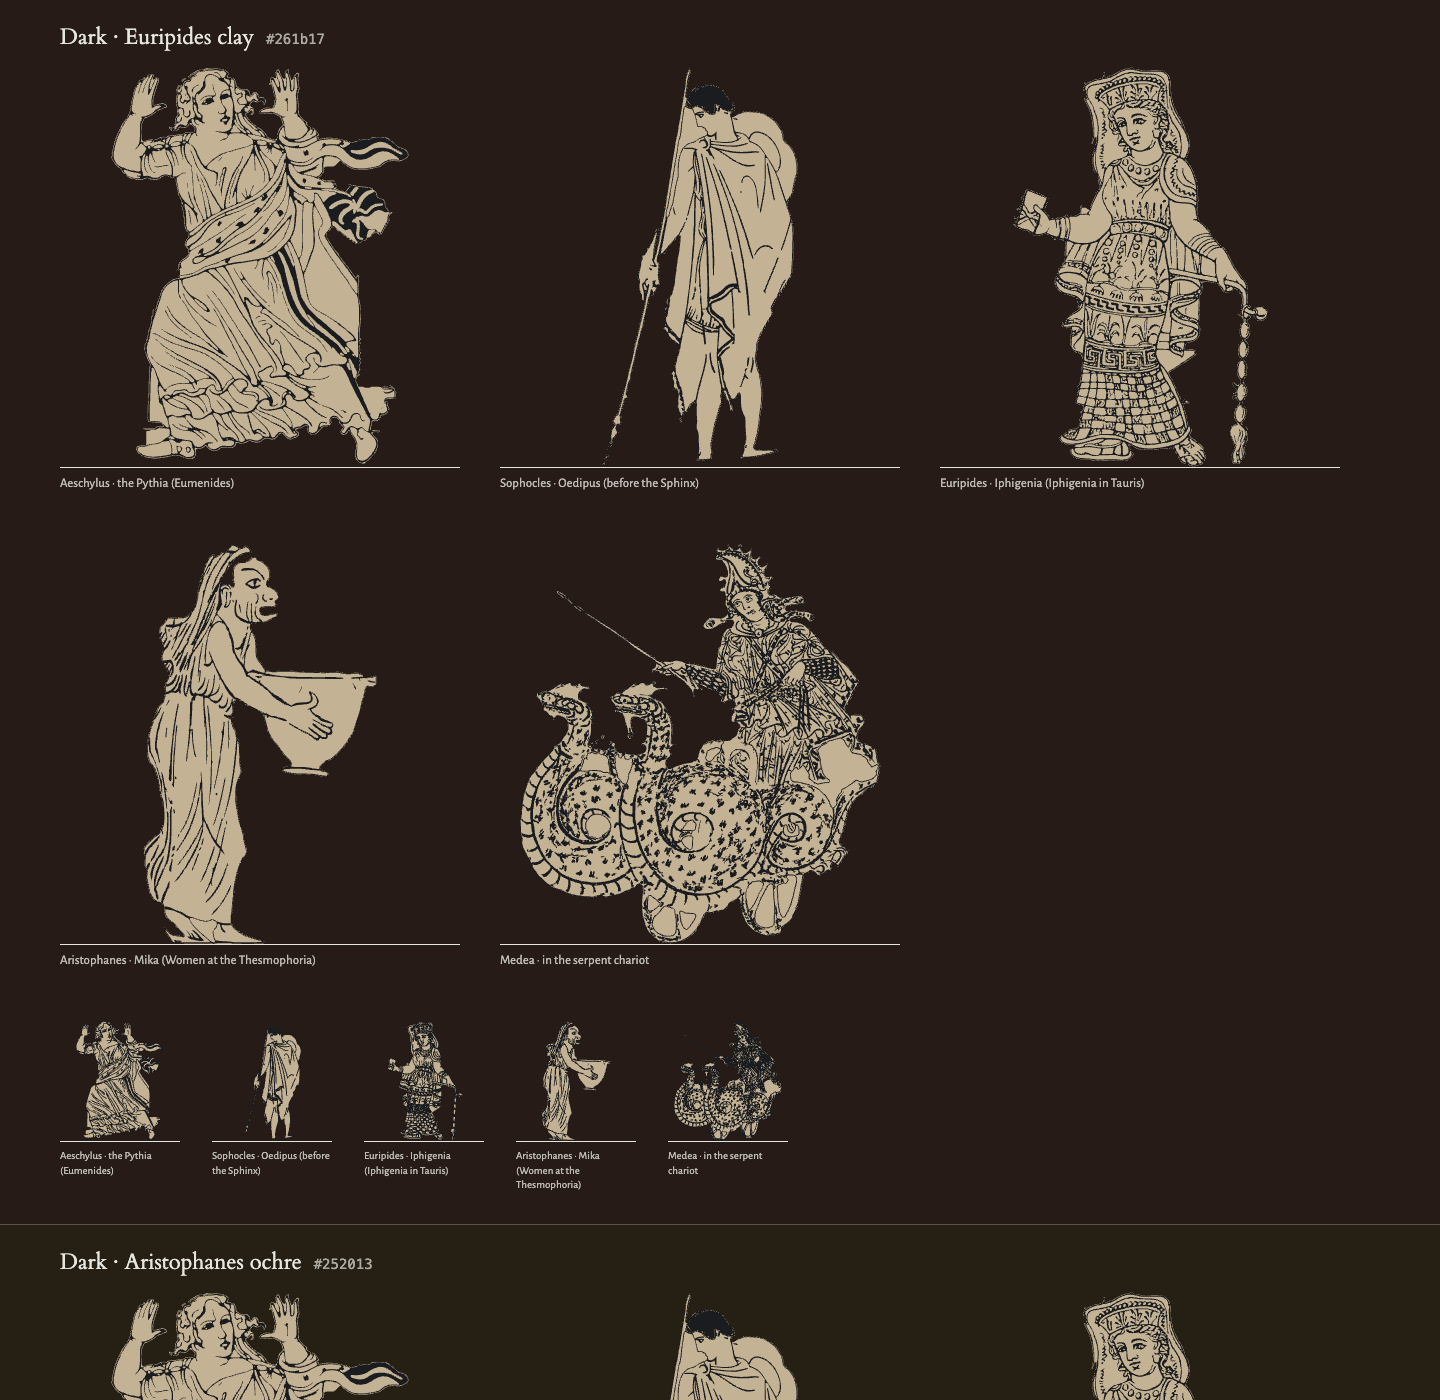 Dark · Euripides clay #261b17
Aeschylus · the Pythia (Eumenides)
Sophocles · Oedipus (before the Sphinx)
Euripides · Iphigenia (Iphigenia in Tauris)
Aristophanes · Mika (Women at the Thesmophoria)
Medea · in the serpent chariot
Aeschylus · the Pythia
(Eumenides)
Sophocles · Oedipus (before
the Sphinx)
Euripides · Iphigenia
(Iphigenia in Tauris)
Aristophanes · Mika
(Women at the
Thesmophoria)
Medea · in the serpent
chariot
Dark · Aristophanes ochre #252013